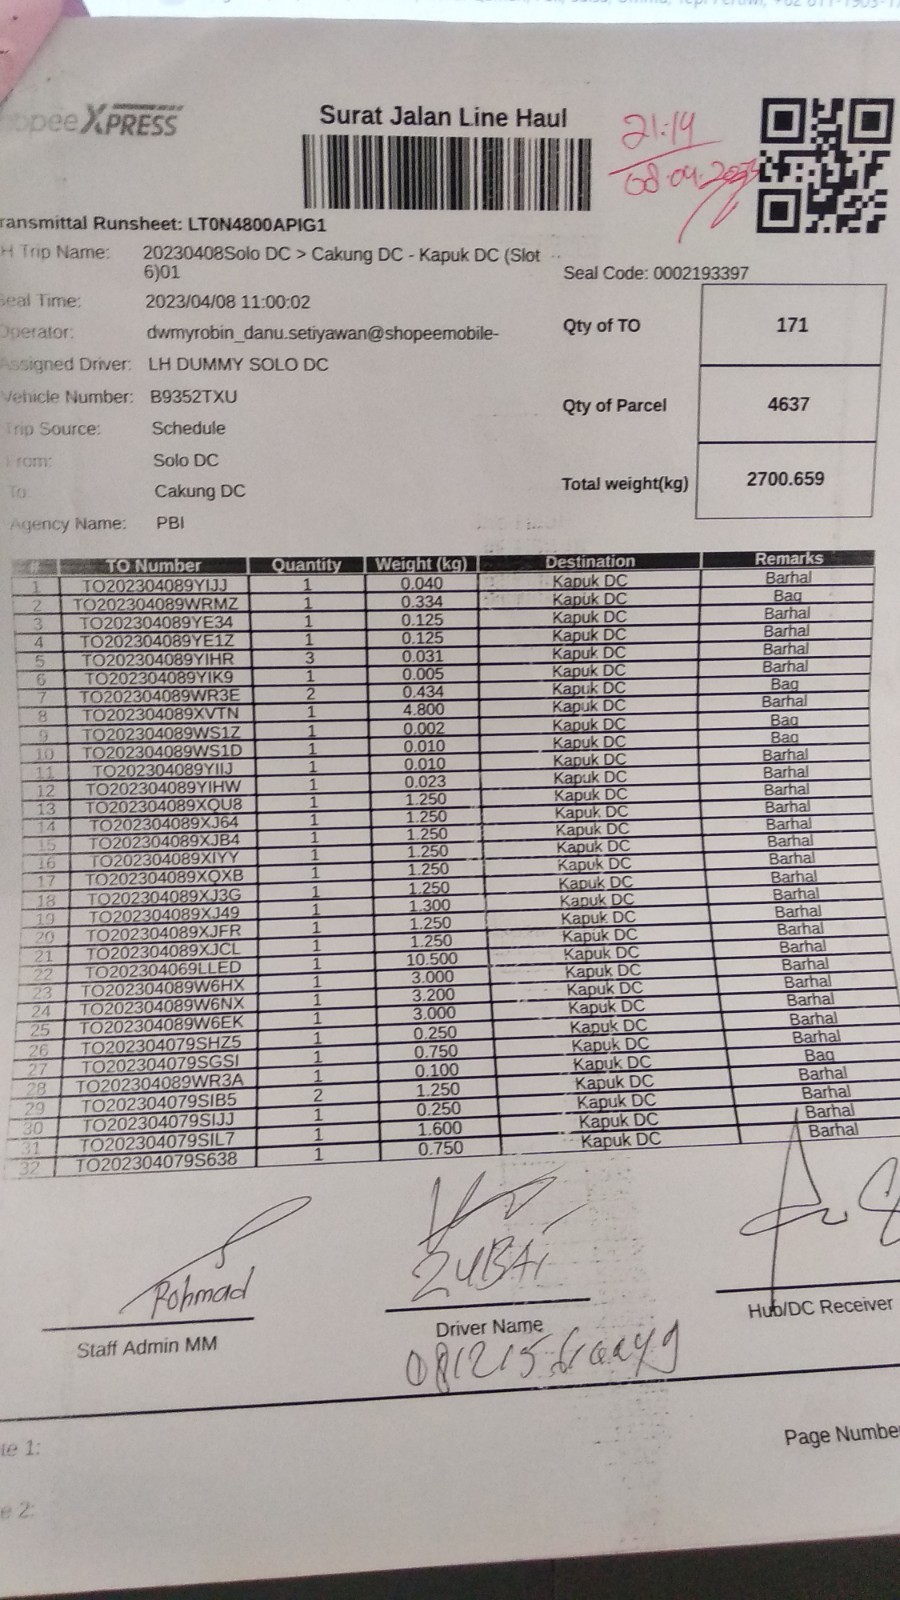 opee XPRESS
Surat Jalan Line Haul
21:14
08.04.2023
ransmittal Runsheet: LT0N4800APIG1
H Trip Name: 20230408Solo DC > Cakung DC - Kapuk DC (Slot
6)01
Seal Code: 0002193397
Seal Time: 2023/04/08 11:00:02
Operator: dwmyrobin_danu.setiyawan@shopeemobile-
Assigned Driver: LH DUMMY SOLO DC
Vehicle Number: B9352TXU
Trip Source: Schedule
From: Solo DC
To: Cakung DC
Agency Name: PBI
Qty of TO 171
Qty of Parcel 4637
Total weight(kg) 2700.659
# TO Number Quantity Weight (kg) Destination Remarks
1 TO202304089YIJJ 1 0.040 Kapuk DC Barhal
2 TO202304089WRMZ 1 0.334 Kapuk DC Bag
3 TO202304089YE34 1 0.125 Kapuk DC Barhal
4 TO202304089YE1Z 1 0.125 Kapuk DC Barhal
5 TO202304089YIHR 3 0.031 Kapuk DC Barhal
6 TO202304089YIK9 1 0.005 Kapuk DC Barhal
7 TO202304089WR3E 2 0.434 Kapuk DC Bag
8 TO202304089XVTN 1 4.800 Kapuk DC Barhal
9 TO202304089WS1Z 1 0.002 Kapuk DC Bag
10 TO202304089WS1D 1 0.010 Kapuk DC Bag
11 TO202304089YIIJ 1 0.010 Kapuk DC Barhal
12 TO202304089YIHW 1 0.023 Kapuk DC Barhal
13 TO202304089XQU8 1 1.250 Kapuk DC Barhal
14 TO202304089XJ64 1 1.250 Kapuk DC Barhal
15 TO202304089XJB4 1 1.250 Kapuk DC Barhal
16 TO202304089XIYY 1 1.250 Kapuk DC Barhal
17 TO202304089XQXB 1 1.250 Kapuk DC Barhal
18 TO202304089XJ3G 1 1.250 Kapuk DC Barhal
19 TO202304089XJ49 1 1.300 Kapuk DC Barhal
20 TO202304089XJFR 1 1.250 Kapuk DC Barhal
21 TO202304089XJCL 1 1.250 Kapuk DC Barhal
22 TO202304069LLED 1 10.500 Kapuk DC Barhal
23 TO202304089W6HX 1 3.000 Kapuk DC Barhal
24 TO202304089W6NX 1 3.200 Kapuk DC Barhal
25 TO202304089W6EK 1 3.000 Kapuk DC Barhal
26 TO202304079SHZ5 1 0.250 Kapuk DC Barhal
27 TO202304079SGSI 1 0.750 Kapuk DC Barhal
28 TO202304089WR3A 1 0.100 Kapuk DC Bag
29 TO202304079SIB5 2 1.250 Kapuk DC Barhal
30 TO202304079SIJJ 1 0.250 Kapuk DC Barhal
31 TO202304079SIL7 1 1.600 Kapuk DC Barhal
32 TO202304079S638 1 0.750 Kapuk DC Barhal
Rohmad
ZUBAi
Staff Admin MM
Driver Name
Hub/DC Receiver
te 1:
Page Number
e 2: